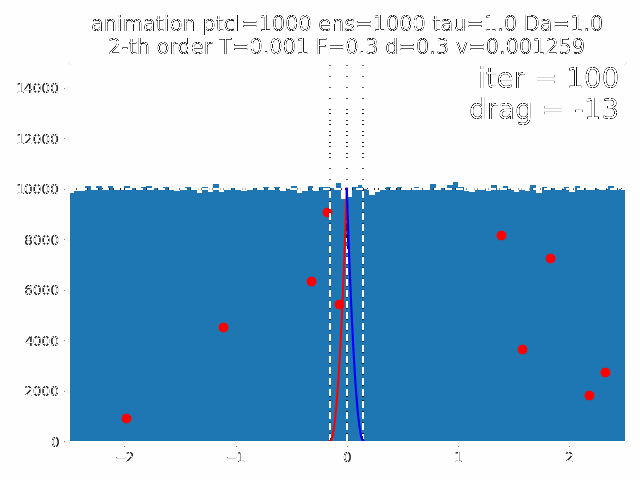 animation ptcl=1000 ens=1000 tau=1.0 Da=1.0
2-th order T=0.001 F=0.3 d=0.3 v=0.001259
iter = 100
drag = -13
14000
12000
10000
8000
6000
4000
2000
0
−2 −1 0 1 2